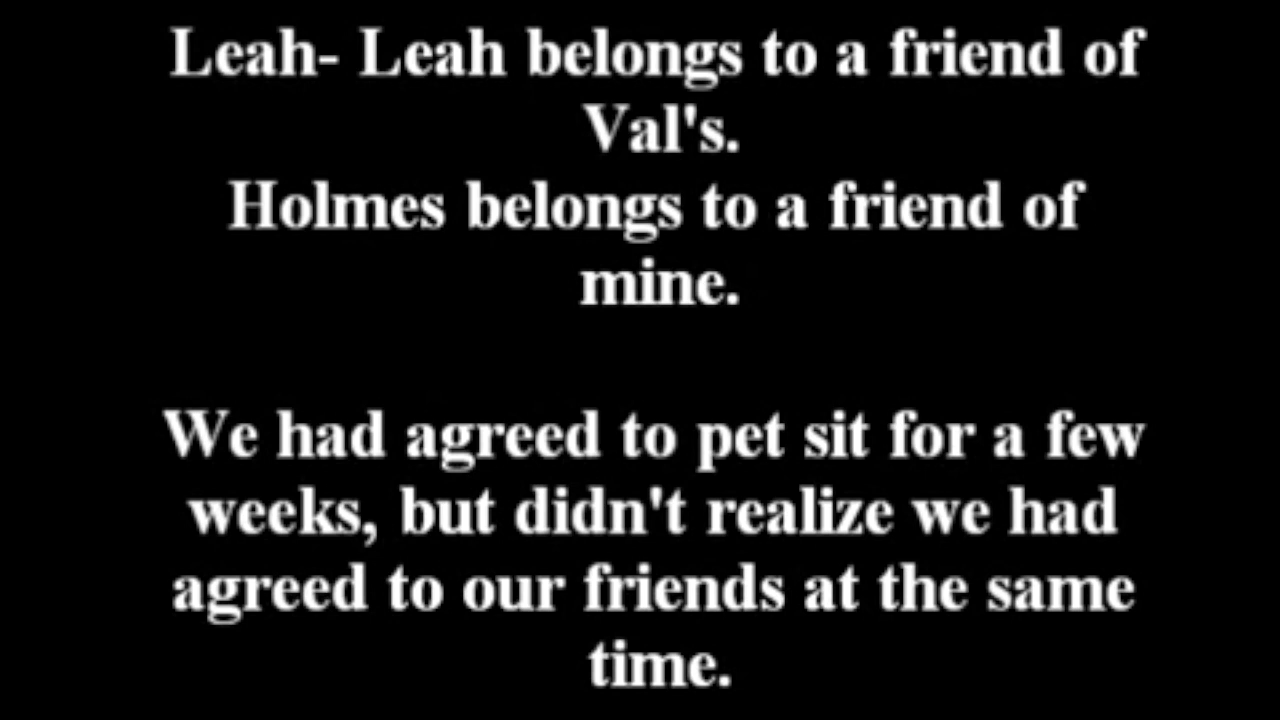 Leah- Leah belongs to a friend of
Val's.
Holmes belongs to a friend of
mine.
We had agreed to pet sit for a few
weeks, but didn't realize we had
agreed to our friends at the same
time.